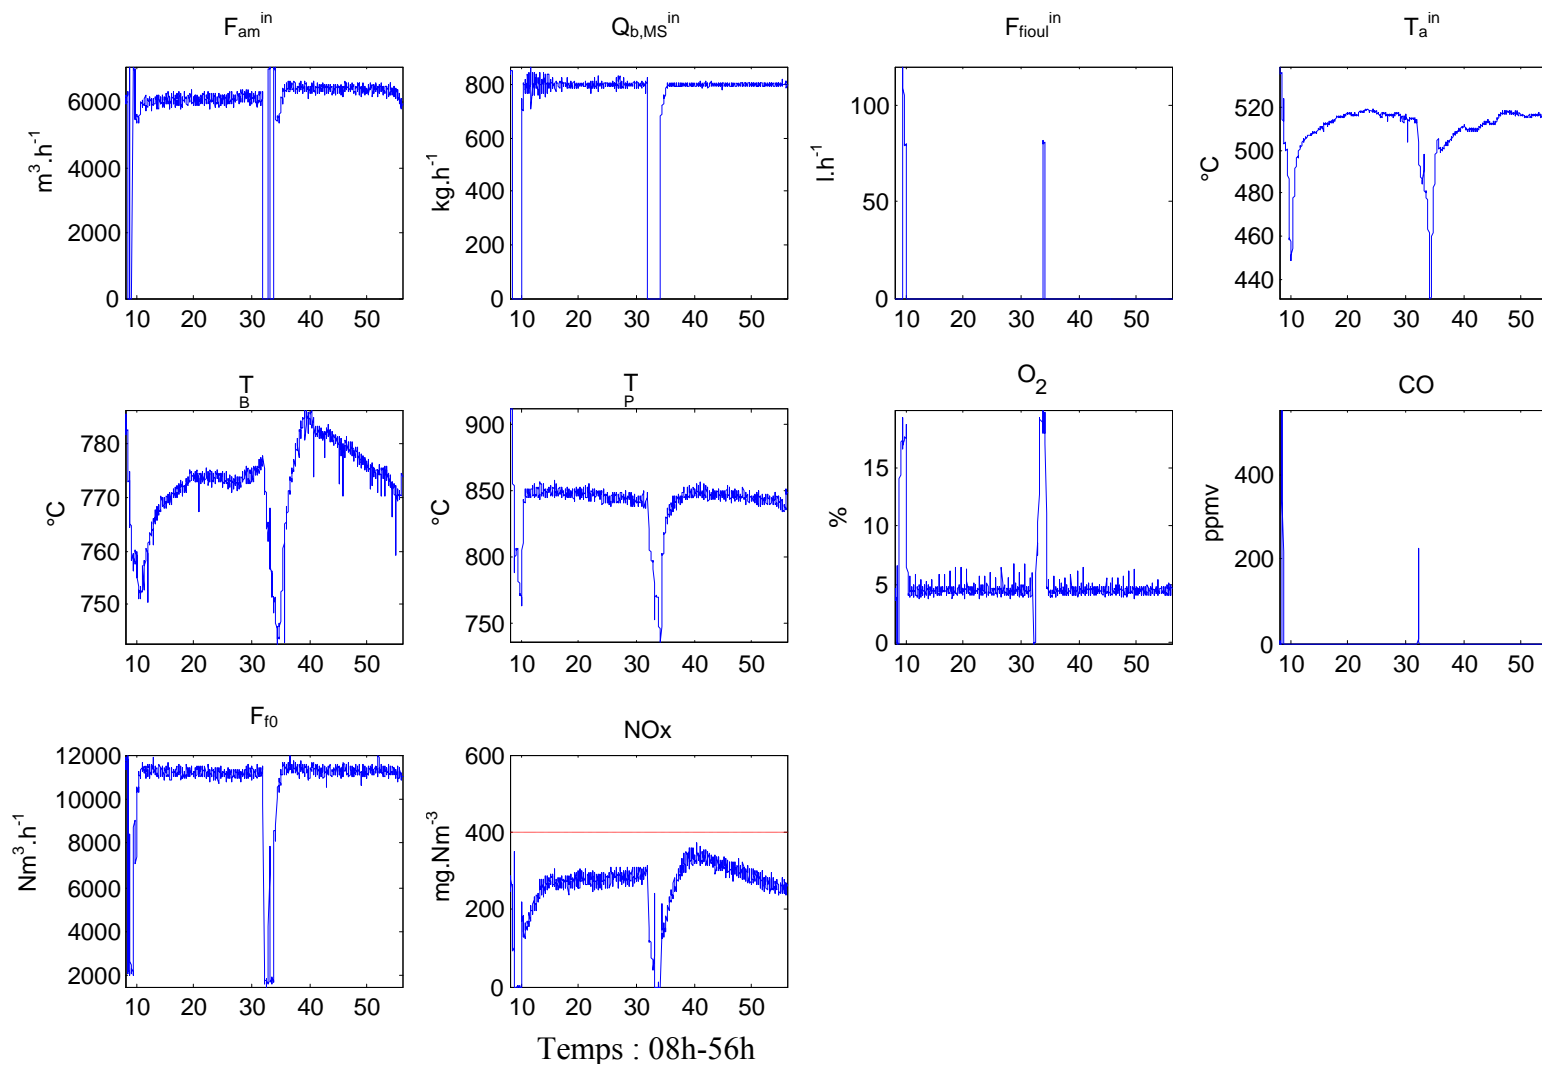 F_am^in
m^3.h^-1
6000
4000
2000
0
10 20 30 40 50
Q_b,MS^in
kg.h^-1
800
600
400
200
0
10 20 30 40 50
F_fioul^in
l.h^-1
100
50
0
10 20 30 40 50
T_a^in
°C
520
500
480
460
440
10 20 30 40 50
T_B
°C
780
770
760
750
10 20 30 40 50
T_P
°C
900
850
800
750
10 20 30 40 50
O_2
%
15
10
5
0
10 20 30 40 50
CO
ppmv
400
200
0
10 20 30 40 50
F_f0
Nm^3.h^-1
12000
10000
8000
6000
4000
2000
10 20 30 40 50
NOx
mg.Nm^-3
600
400
200
0
10 20 30 40 50
Temps : 08h-56h